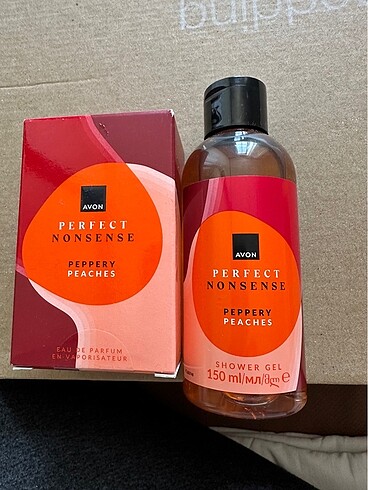 AVON
PERFECT
NONSENSE
PEPPERY
PEACHES
EAU DE PARFUM
EN VAPORISATEUR
AVON
PERFECT
NONSENSE
PEPPERY
PEACHES
SHOWER GEL
150 ml/мл/მლ e